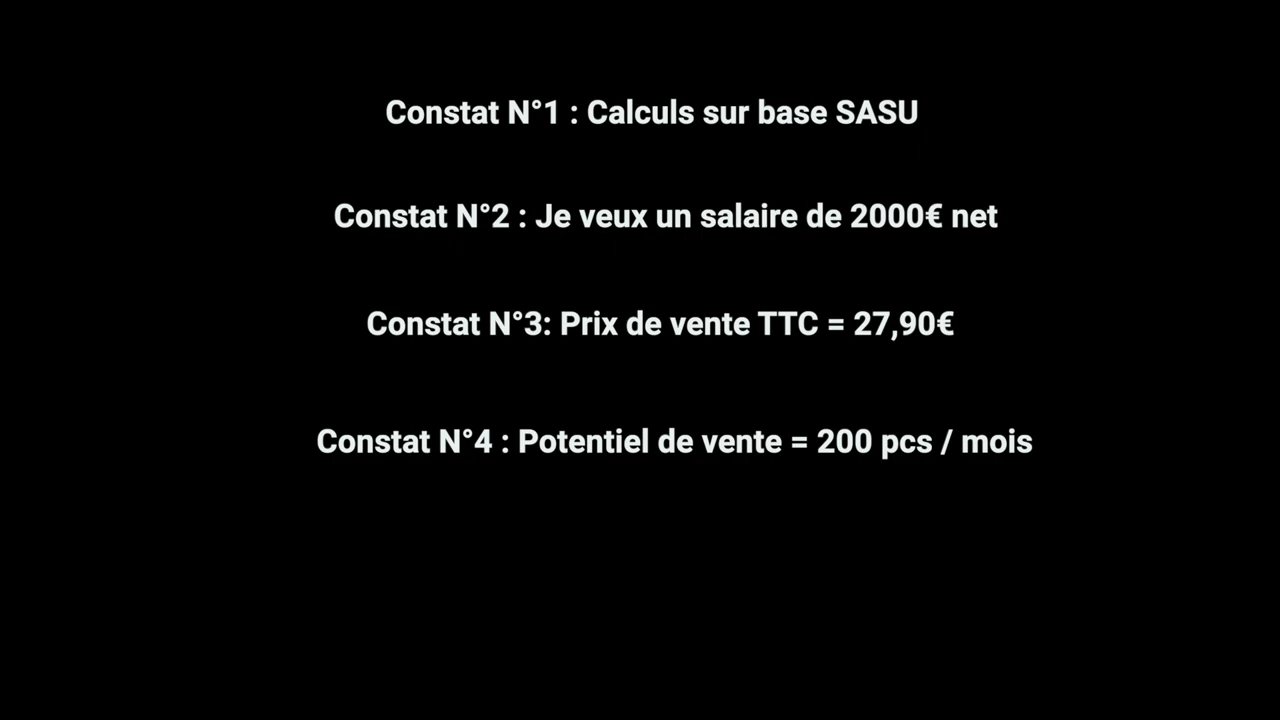 Constat N°1 : Calculs sur base SASU
Constat N°2 : Je veux un salaire de 2000€ net
Constat N°3: Prix de vente TTC = 27,90€
Constat N°4 : Potentiel de vente = 200 pcs / mois